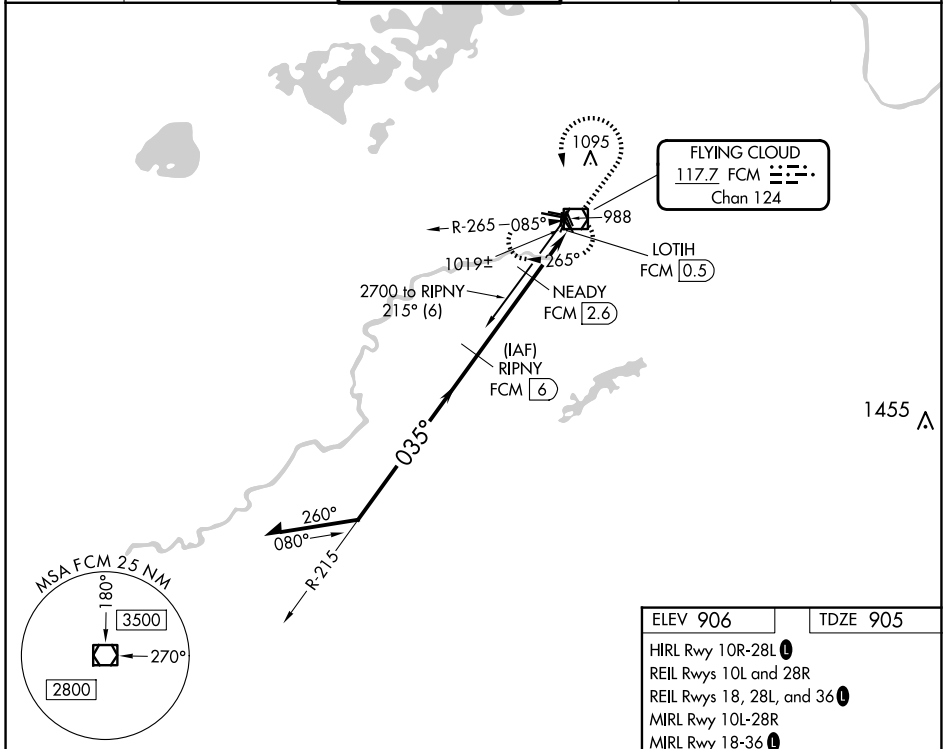 1095
FLYING CLOUD
117.7 FCM
Chan 124
R-265
085°
988
1019±
265°
LOTIH
FCM 0.5
2700 to RIPNY
215° (6)
NEADY
FCM 2.6
(IAF)
RIPNY
FCM 6
1455
035°
260°
080°
R-215
MSA FCM 25 NM
180°
3500
270°
2800
ELEV 906
TDZE 905
HIRL Rwy 10R-28L L
REIL Rwys 10L and 28R
REIL Rwys 18, 28L, and 36 L
MIRL Rwy 10L-28R
MIRL Rwy 18-36 L